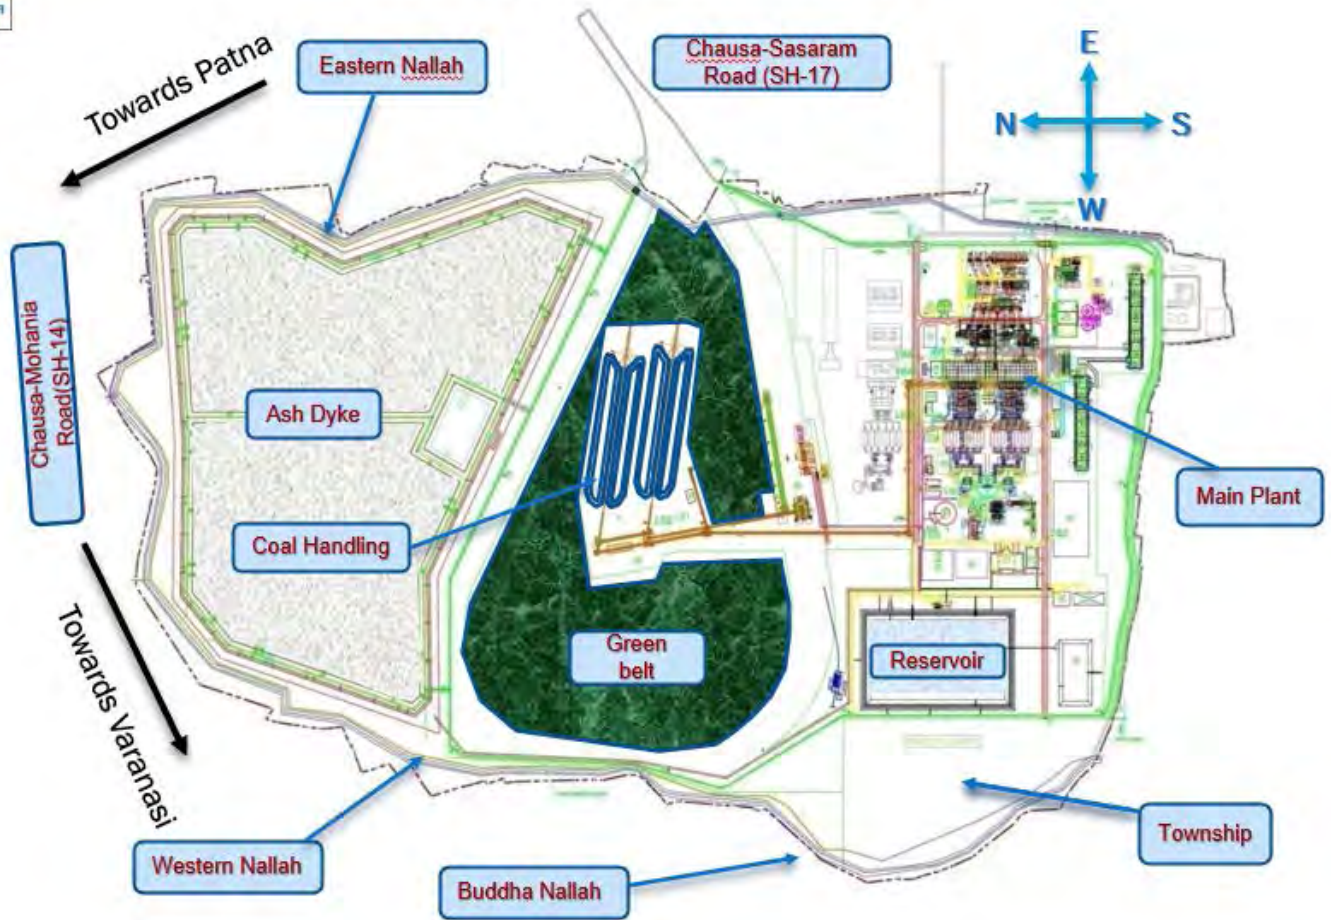 Eastern Nallah
Chausa-Sasaram
Road (SH-17)
Towards Patna
E
N
S
W
Chausa-Mohania
Road(SH-14)
Ash Dyke
Main Plant
Coal Handling
Green
belt
Reservoir
Towards Varanasi
Township
Western Nallah
Buddha Nallah